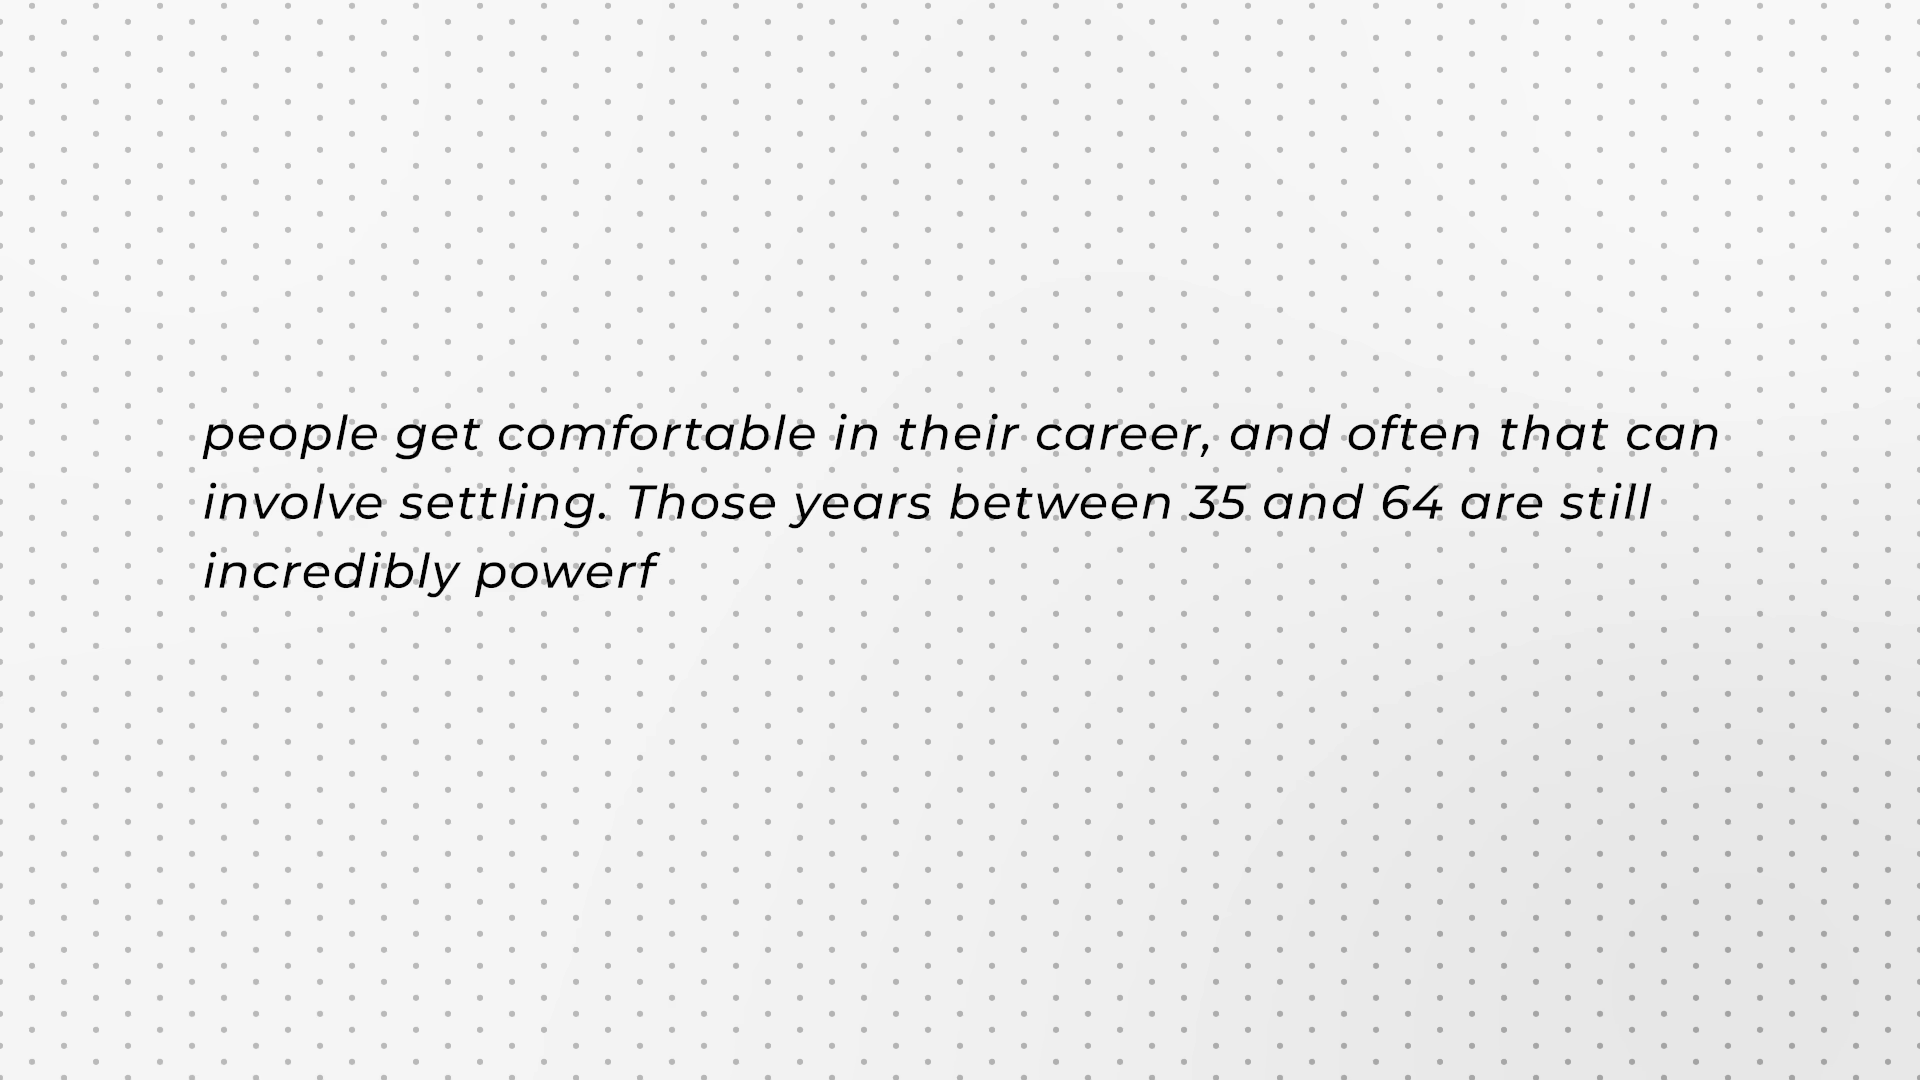 people get comfortable in their career, and often that can
involve settling. Those years between 35 and 64 are still
incredibly powerf